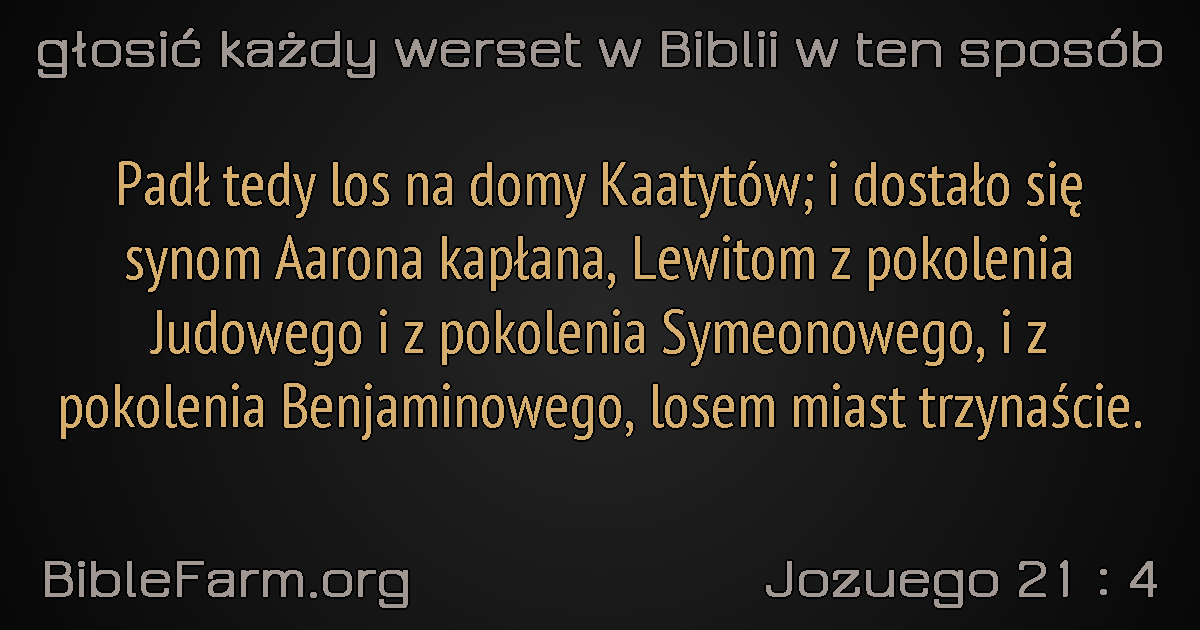 głosić każdy werset w Biblii w ten sposób
Padł tedy los na domy Kaatytów; i dostało się
synom Aarona kapłana, Lewitom z pokolenia
Judowego i z pokolenia Symeonowego, i z
pokolenia Benjaminowego, losem miast trzynaście.
BibleFarm.org
Jozuego 21 : 4